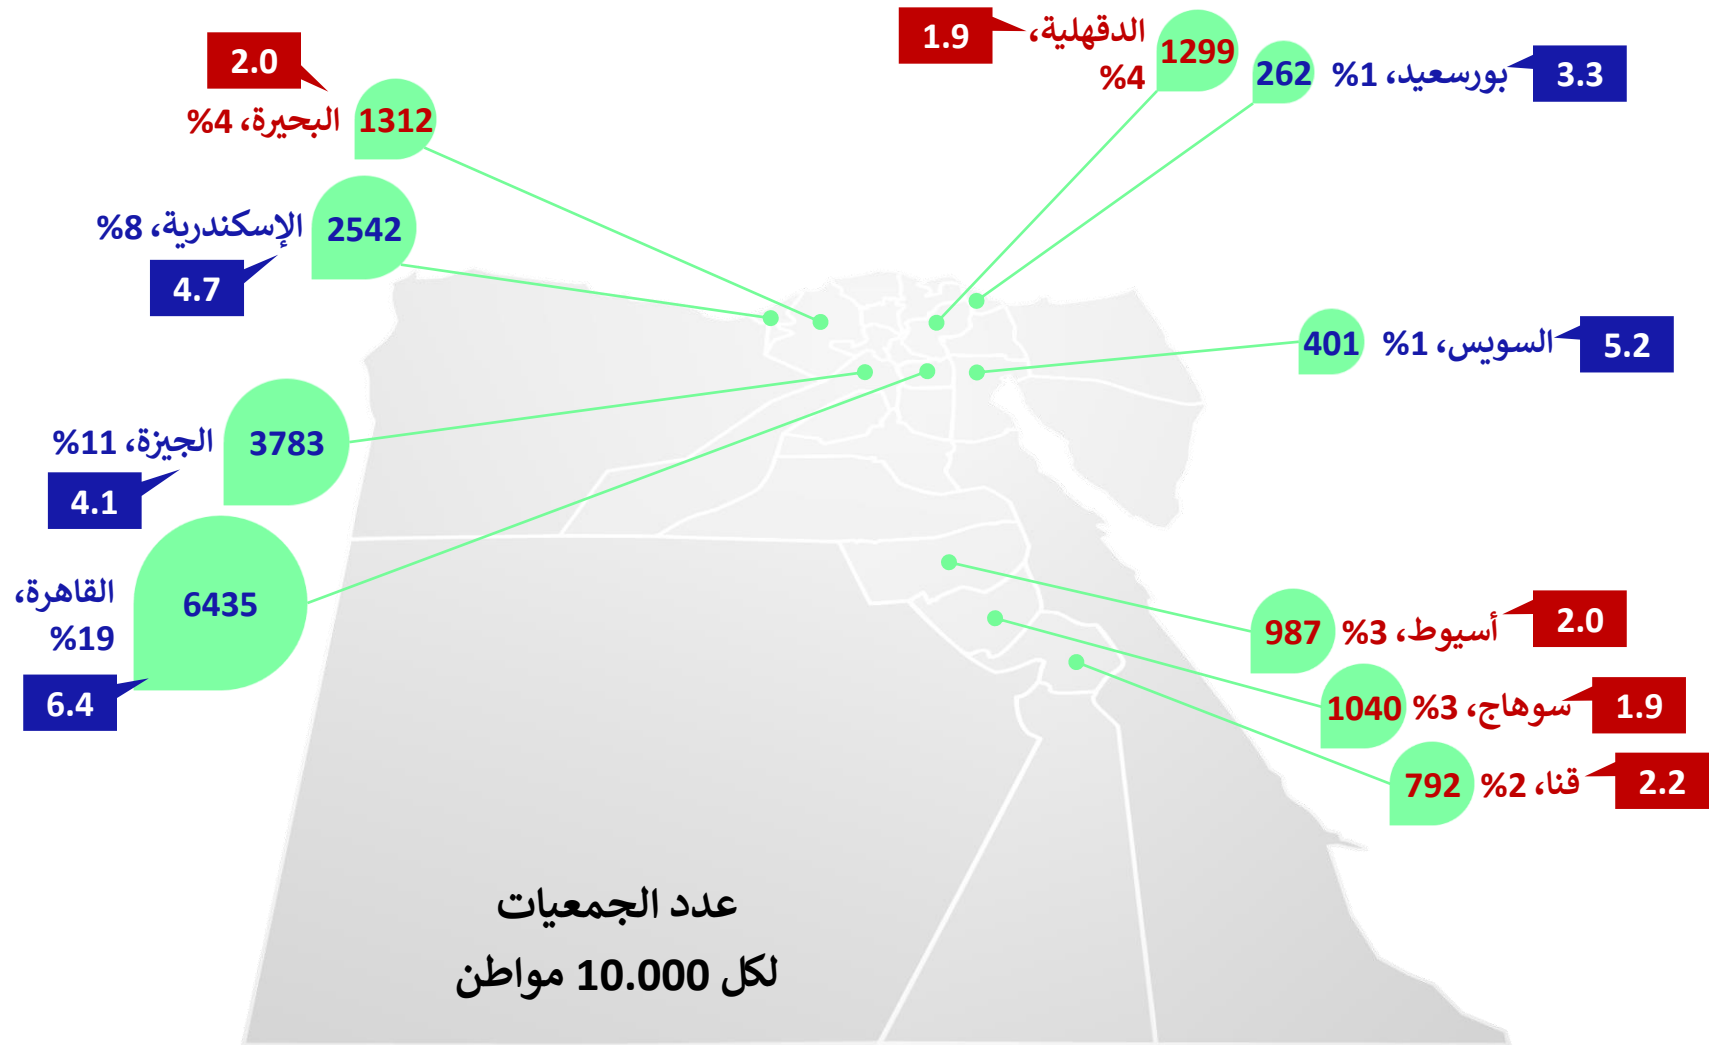 1.9
الدقهلية،
%4
1299
3.3
بورسعيد، 1%
262
2.0
البحيرة، 4%
1312
الإسكندرية، 8%
2542
4.7
5.2
السويس، 1%
401
الجيزة، 11%
3783
4.1
القاهرة،
%19
6435
6.4
2.0
أسيوط، 3%
987
1.9
سوهاج، 3%
1040
2.2
قنا، 2%
792
عدد الجمعيات
لكل 10.000 مواطن